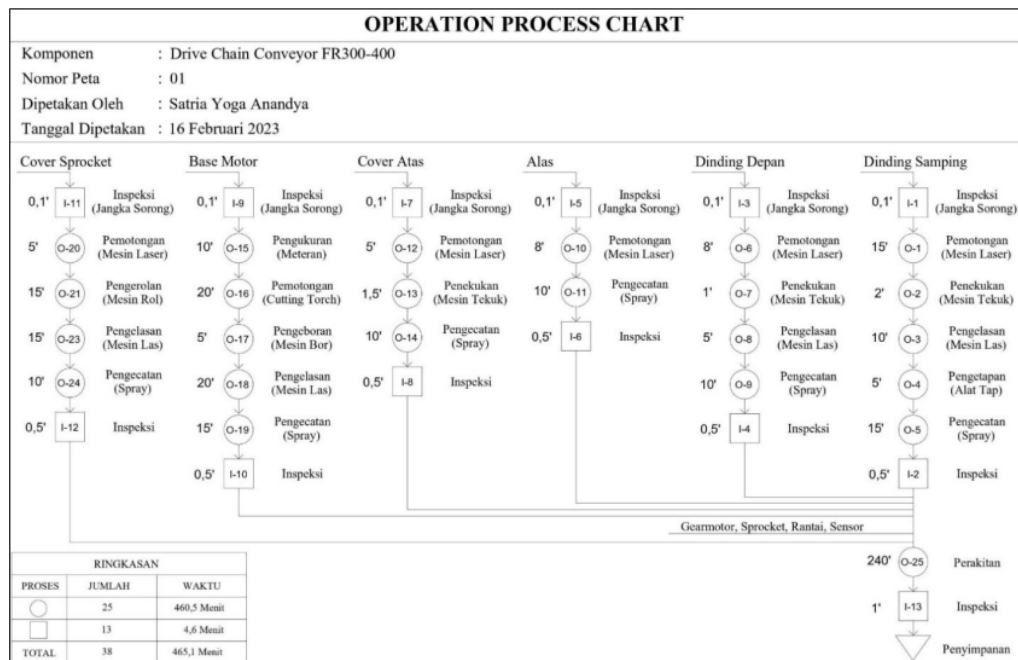 OPERATION PROCESS CHART
Komponen : Drive Chain Conveyor FR300-400
Nomor Peta : 01
Dipetakan Oleh : Satria Yoga Anandya
Tanggal Dipetakan : 16 Februari 2023
Cover Sprocket
0,1' I-11 Inspeksi
(Jangka Sorong)
5' O-20 Pemotongan
(Mesin Laser)
15' O-21 Pengerolan
(Mesin Rol)
15' O-23 Pengelasan
(Mesin Las)
10' O-24 Pengecatan
(Spray)
0,5' I-12 Inspeksi
Base Motor
0,1' I-9 Inspeksi
(Jangka Sorong)
10' O-15 Pengukuran
(Meteran)
20' O-16 Pemotongan
(Cutting Torch)
5' O-17 Pengeboran
(Mesin Bor)
20' O-18 Pengelasan
(Mesin Las)
15' O-19 Pengecatan
(Spray)
0,5' I-10 Inspeksi
Cover Atas
0,1' I-7 Inspeksi
(Jangka Sorong)
5' O-12 Pemotongan
(Mesin Laser)
1,5' O-13 Penekukan
(Mesin Tekuk)
10' O-14 Pengecatan
(Spray)
0,5' I-8 Inspeksi
Alas
0,1' I-5 Inspeksi
(Jangka Sorong)
8' O-10 Pemotongan
(Mesin Laser)
10' O-11 Pengecatan
(Spray)
0,5' I-6 Inspeksi
Dinding Depan
0,1' I-3 Inspeksi
(Jangka Sorong)
8' O-6 Pemotongan
(Mesin Laser)
1' O-7 Penekukan
(Mesin Tekuk)
5' O-8 Pengelasan
(Mesin Las)
10' O-9 Pengecatan
(Spray)
0,5' I-4 Inspeksi
Dinding Samping
0,1' I-1 Inspeksi
(Jangka Sorong)
15' O-1 Pemotongan
(Mesin Laser)
2' O-2 Penekukan
(Mesin Tekuk)
10' O-3 Pengelasan
(Mesin Las)
5' O-4 Pengetapan
(Alat Tap)
15' O-5 Pengecatan
(Spray)
0,5' I-2 Inspeksi
Gearmotor, Sprocket, Rantai, Sensor
240' O-25 Perakitan
1' I-13 Inspeksi
Penyimpanan
RINGKASAN
PROSES JUMLAH WAKTU
25 460,5 Menit
13 4,6 Menit
TOTAL 38 465,1 Menit